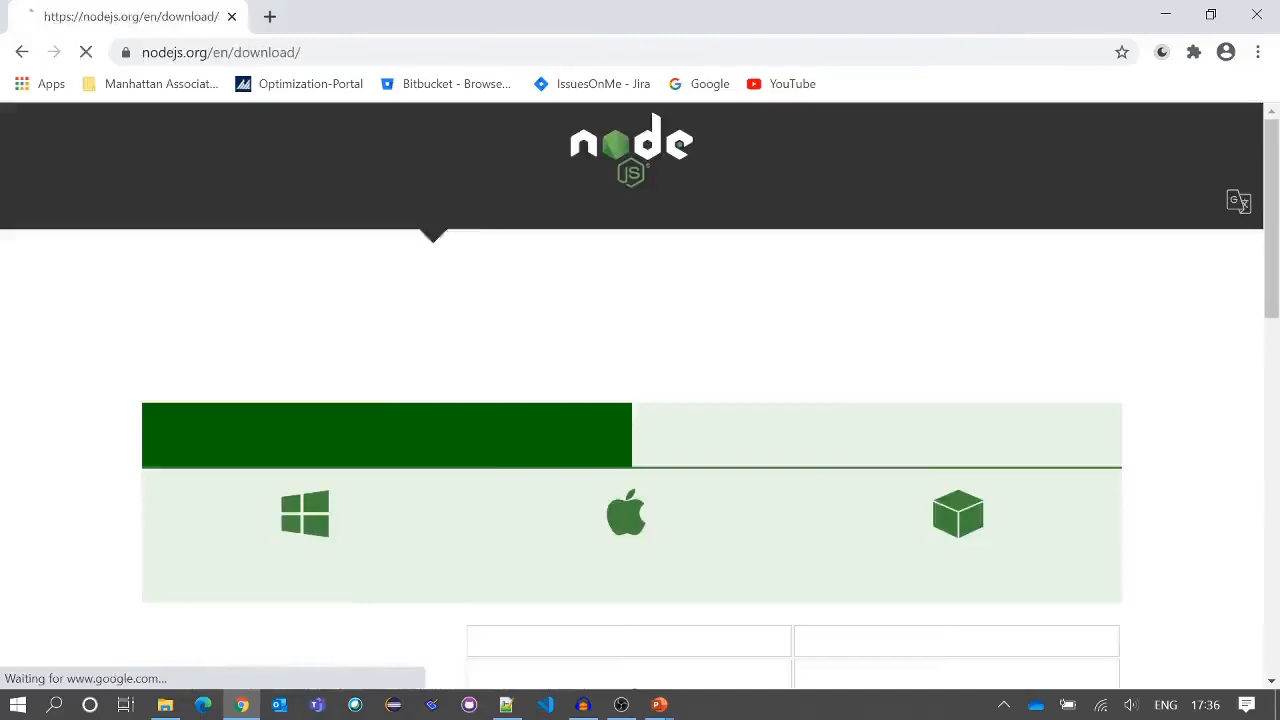 https://nodejs.org/en/download/
nodejs.org/en/download/
Apps
Manhattan Associat...
Optimization-Portal
Bitbucket - Browse...
IssuesOnMe - Jira
Google
YouTube
node
JS
Waiting for www.google.com...
ENG
17:36